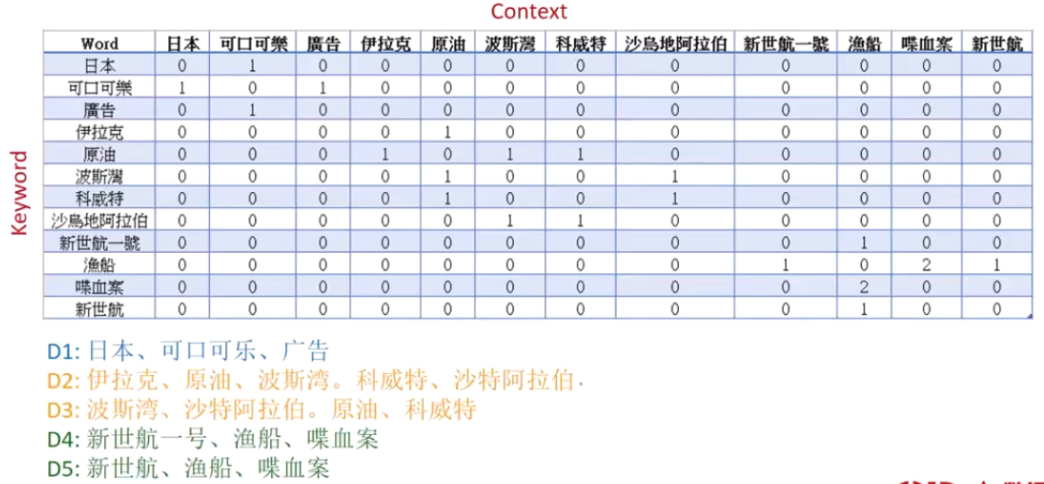 Context
Word 日本 可口可樂 廣告 伊拉克 原油 波斯灣 科威特 沙烏地阿拉伯 新世航一號 漁船 喋血案 新世航
日本 0 1 0 0 0 0 0 0 0 0 0 0
可口可樂 1 0 1 0 0 0 0 0 0 0 0 0
廣告 0 1 0 0 0 0 0 0 0 0 0 0
伊拉克 0 0 0 0 1 0 0 0 0 0 0 0
原油 0 0 0 1 0 1 1 0 0 0 0 0
波斯灣 0 0 0 0 1 0 0 1 0 0 0 0
科威特 0 0 0 0 1 0 0 1 0 0 0 0
沙烏地阿拉伯 0 0 0 0 0 1 1 0 0 0 0 0
新世航一號 0 0 0 0 0 0 0 0 0 1 0 0
漁船 0 0 0 0 0 0 0 0 1 0 2 1
喋血案 0 0 0 0 0 0 0 0 0 2 0 0
新世航 0 0 0 0 0 0 0 0 0 1 0 0
Keyword
D1: 日本、可口可乐、广告
D2: 伊拉克、原油、波斯湾。科威特、沙特阿拉伯.
D3: 波斯湾、沙特阿拉伯。原油、科威特
D4: 新世航一号、渔船、喋血案
D5: 新世航、渔船、喋血案